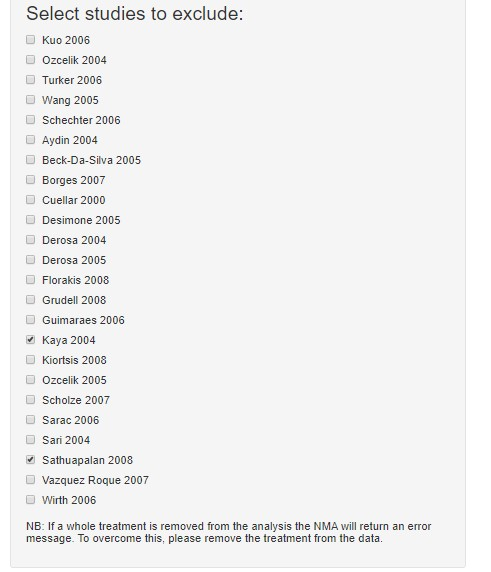 Select studies to exclude:
Kuo 2006
Ozcelik 2004
Turker 2006
Wang 2005
Schechter 2006
Aydin 2004
Beck-Da-Silva 2005
Borges 2007
Cuellar 2000
Desimone 2005
Derosa 2004
Derosa 2005
Florakis 2008
Grudell 2008
Guimaraes 2006
Kaya 2004
Kiortsis 2008
Ozcelik 2005
Scholze 2007
Sarac 2006
Sari 2004
Sathuapalan 2008
Vazquez Roque 2007
Wirth 2006
NB: If a whole treatment is removed from the analysis the NMA will return an error
message. To overcome this, please remove the treatment from the data.